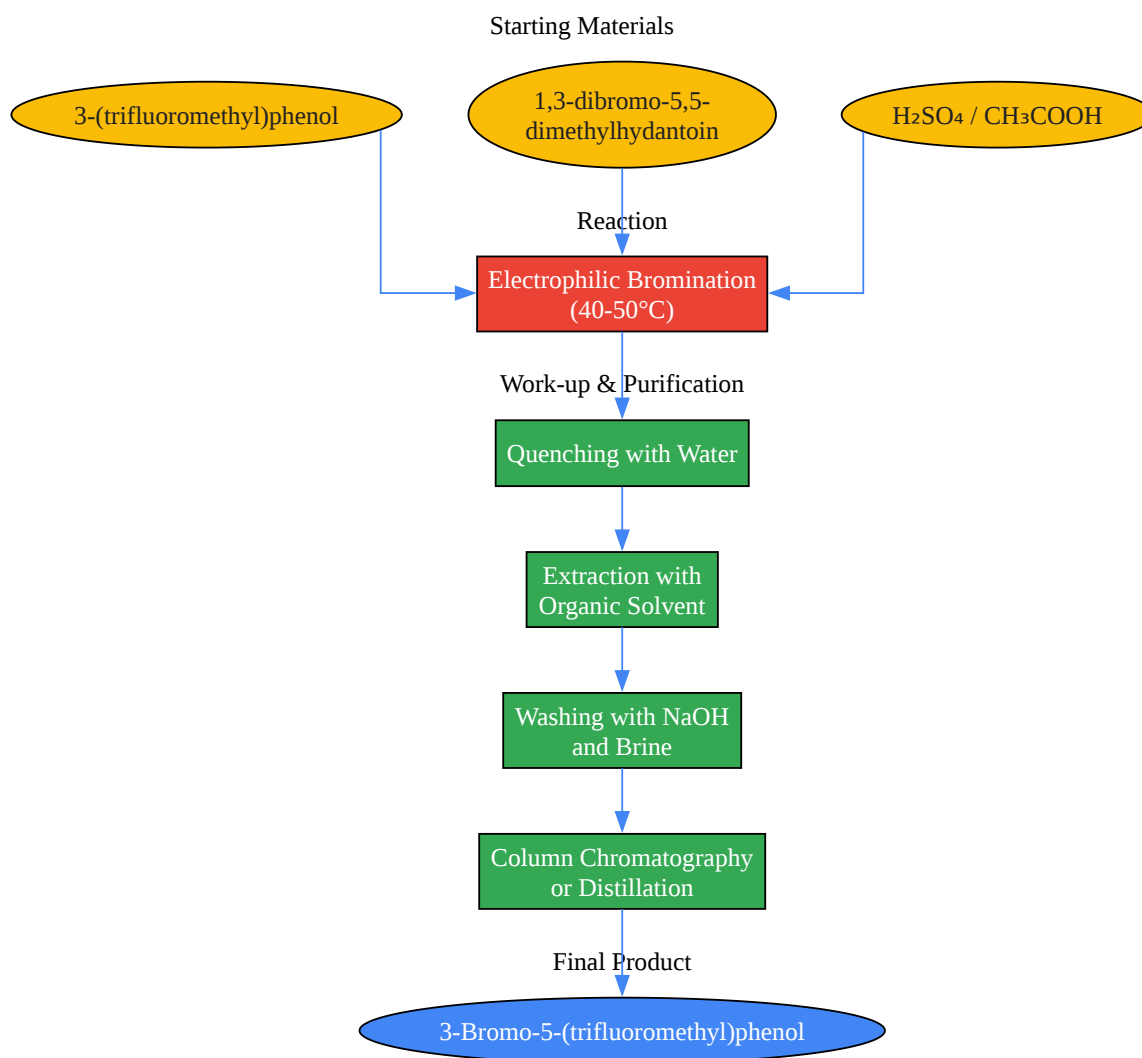 Starting Materials
3-(trifluoromethyl)phenol
1,3-dibromo-5,5-
dimethylhydantoin
H₂SO₄ / CH₃COOH
Reaction
Electrophilic Bromination
(40-50°C)
Work-up & Purification
Quenching with Water
Extraction with
Organic Solvent
Washing with NaOH
and Brine
Column Chromatography
or Distillation
Final Product
3-Bromo-5-(trifluoromethyl)phenol